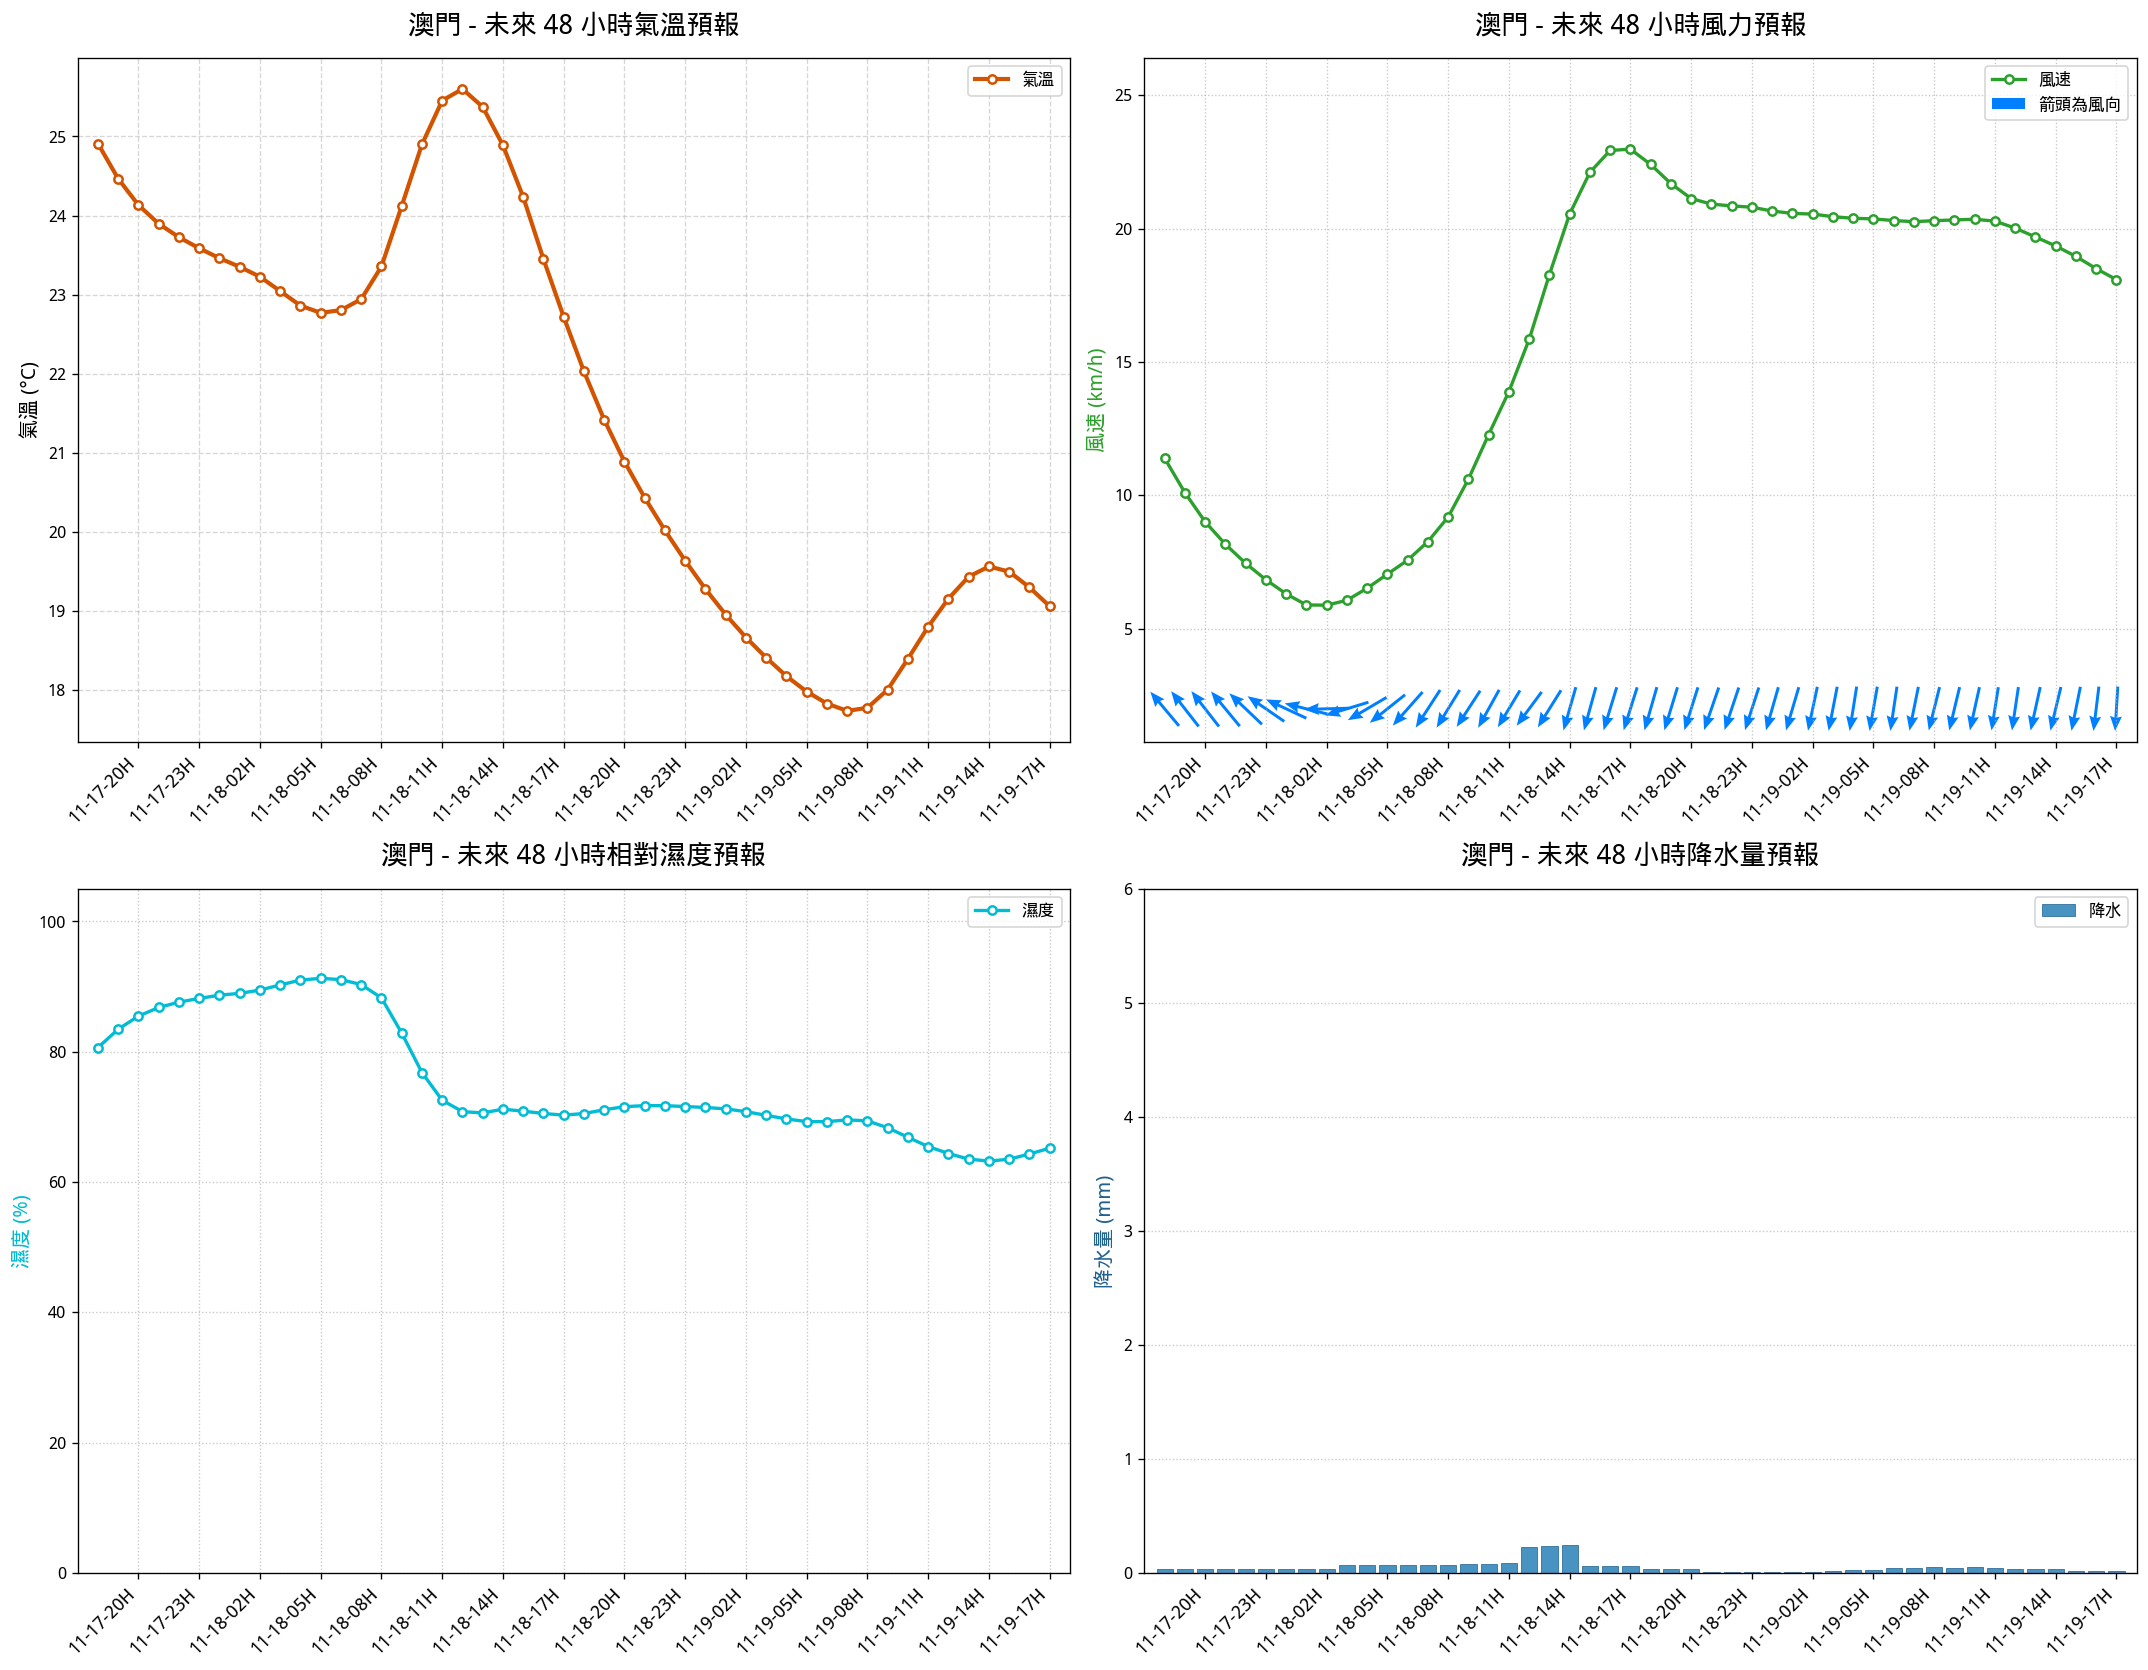 澳門 - 未來 48 小時氣溫預報
氣溫
氣溫 (°C)
25
24
23
22
21
20
19
18
11-17-20H
11-17-23H
11-18-02H
11-18-05H
11-18-08H
11-18-11H
11-18-14H
11-18-17H
11-18-20H
11-18-23H
11-19-02H
11-19-05H
11-19-08H
11-19-11H
11-19-14H
11-19-17H
澳門 - 未來 48 小時風力預報
風速
箭頭為風向
風速 (km/h)
25
20
15
10
5
11-17-20H
11-17-23H
11-18-02H
11-18-05H
11-18-08H
11-18-11H
11-18-14H
11-18-17H
11-18-20H
11-18-23H
11-19-02H
11-19-05H
11-19-08H
11-19-11H
11-19-14H
11-19-17H
澳門 - 未來 48 小時相對濕度預報
濕度
濕度 (%)
100
80
60
40
20
0
11-17-20H
11-17-23H
11-18-02H
11-18-05H
11-18-08H
11-18-11H
11-18-14H
11-18-17H
11-18-20H
11-18-23H
11-19-02H
11-19-05H
11-19-08H
11-19-11H
11-19-14H
11-19-17H
澳門 - 未來 48 小時降水量預報
降水
降水量 (mm)
6
5
4
3
2
1
0
11-17-20H
11-17-23H
11-18-02H
11-18-05H
11-18-08H
11-18-11H
11-18-14H
11-18-17H
11-18-20H
11-18-23H
11-19-02H
11-19-05H
11-19-08H
11-19-11H
11-19-14H
11-19-17H